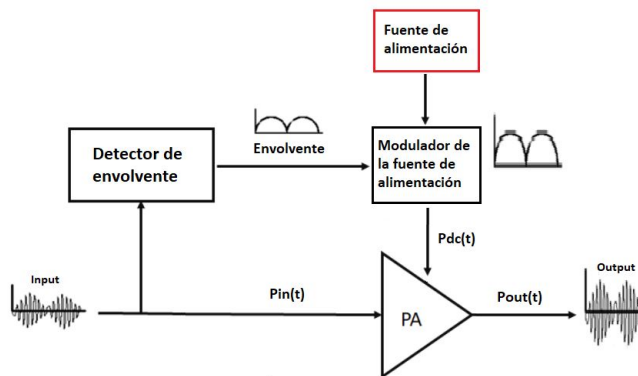 Fuente de
alimentación
Detector de
envolvente
Envolvente
Modulador de
la fuente de
alimentación
Pdc(t)
Input
Pin(t)
PA
Pout(t)
Output